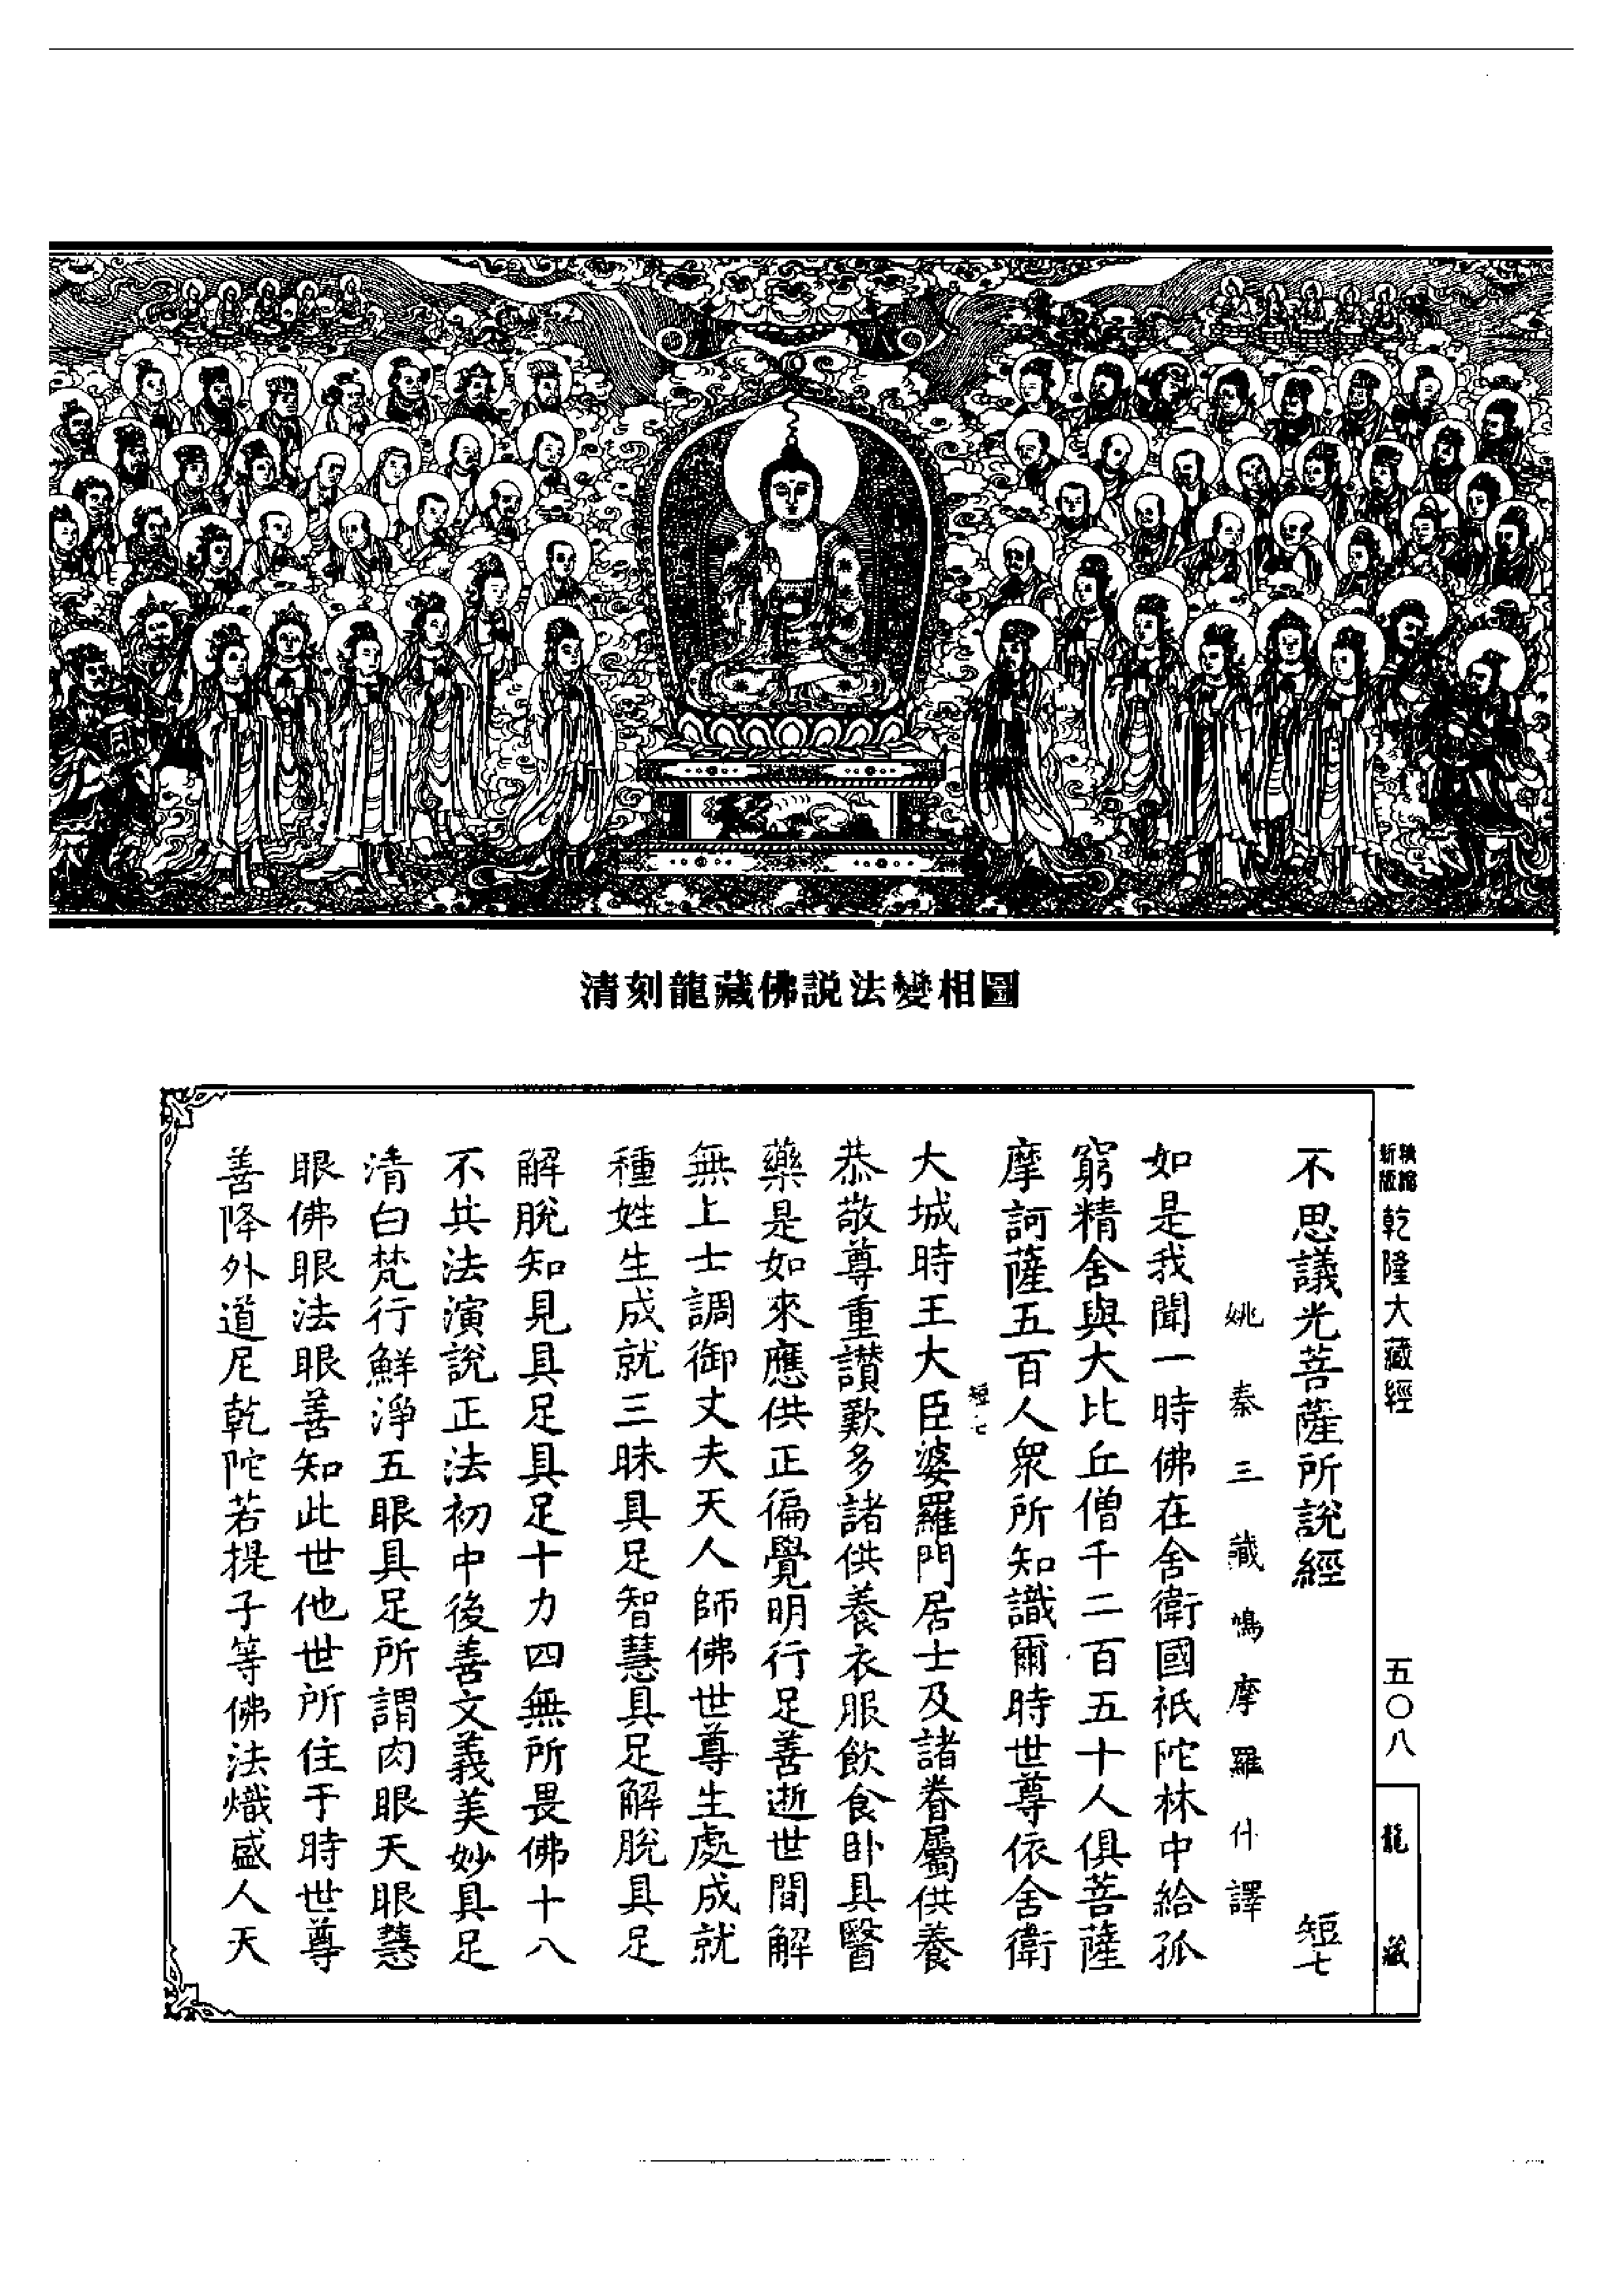 清刻龍藏佛説法變相圖
新版
精縮
乾隆大藏經
五〇八
龍藏
不思議光菩薩所說經 短七
姚秦三藏鳩摩羅什譯
如是我聞一時佛在舍衛國祇陀林中給孤
窮精舍與大比丘僧千二百五十人俱菩薩
摩訶薩五百人衆所知識爾時世尊依舍衛
短七
大城時王大臣婆羅門居士及諸眷屬供養
恭敬尊重讃歎多諸供養衣服飲食卧具醫
藥是如來應供正徧覺明行足善逝世間解
無上士調御丈夫天人師佛世尊生處成就
種姓生成就三昧具足智慧具足解脫具足
解脫知見具足具足十力四無所畏佛十八
不共法演說正法初中後善文義美妙具足
清白梵行鮮淨五眼具足所謂肉眼天眼慧
眼佛眼法眼善知此世他世所住于時世尊
善降外道尼乾陀若提子等佛法熾盛人天